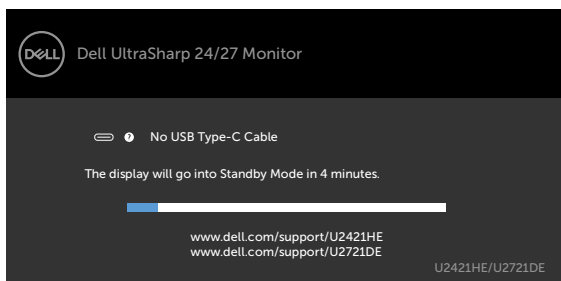 DELL Dell UltraSharp 24/27 Monitor
? No USB Type-C Cable
The display will go into Standby Mode in 4 minutes.
www.dell.com/support/U2421HE
www.dell.com/support/U2721DE
U2421HE/U2721DE